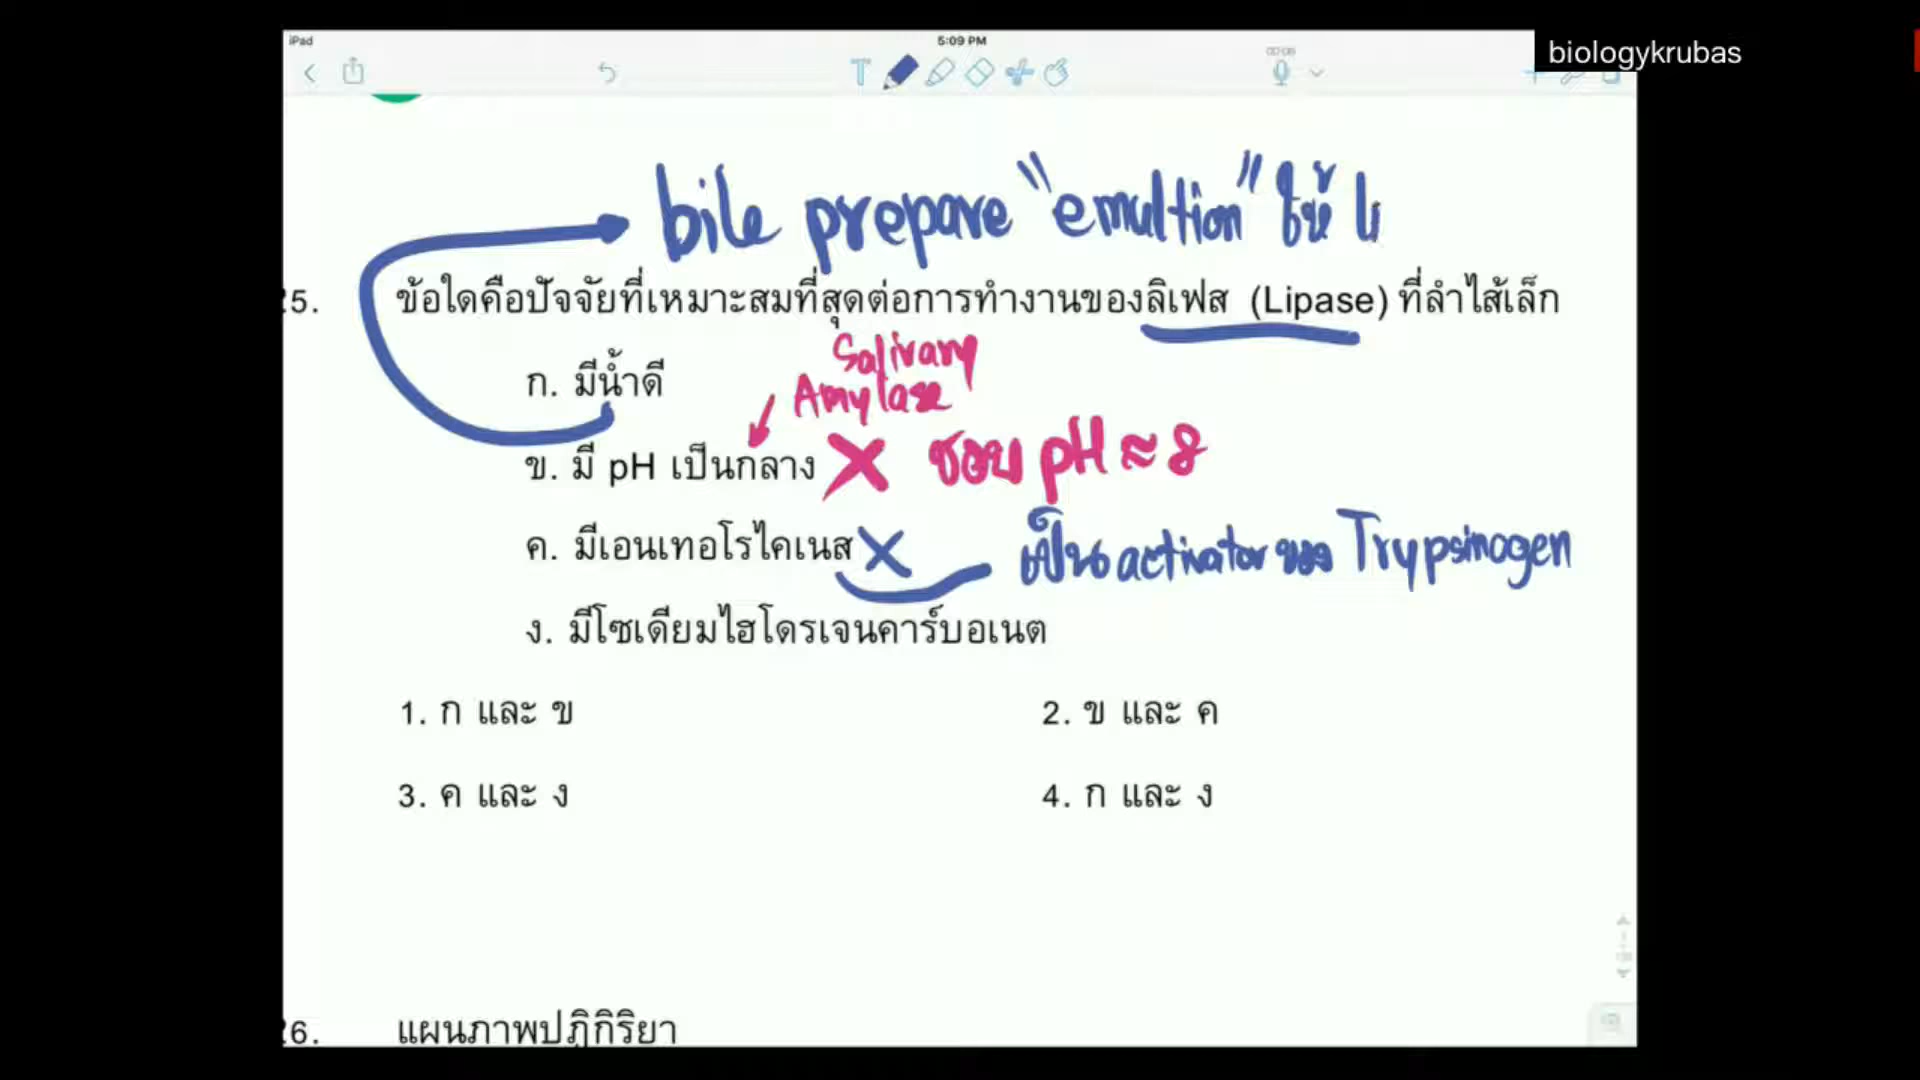 iPad
5:09 PM
biologykrubas
T
bile prepare "emultion" ให้ เ
25. ข้อใดคือปัจจัยที่เหมาะสมที่สุดต่อการทำงานของลิเฟส (Lipase) ที่ลำไส้เล็ก
ก. มีน้ำดี
Salivary
Amylase
ข. มี pH เป็นกลาง X ชอบ pH ≈ 8
ค. มีเอนเทอโรไคเนส X เป็น activator ของ Trypsinogen
ง. มีโซเดียมไฮโดรเจนคาร์บอเนต
1. ก และ ข
2. ข และ ค
3. ค และ ง
4. ก และ ง
26. แผนภาพปฏิกิริยา